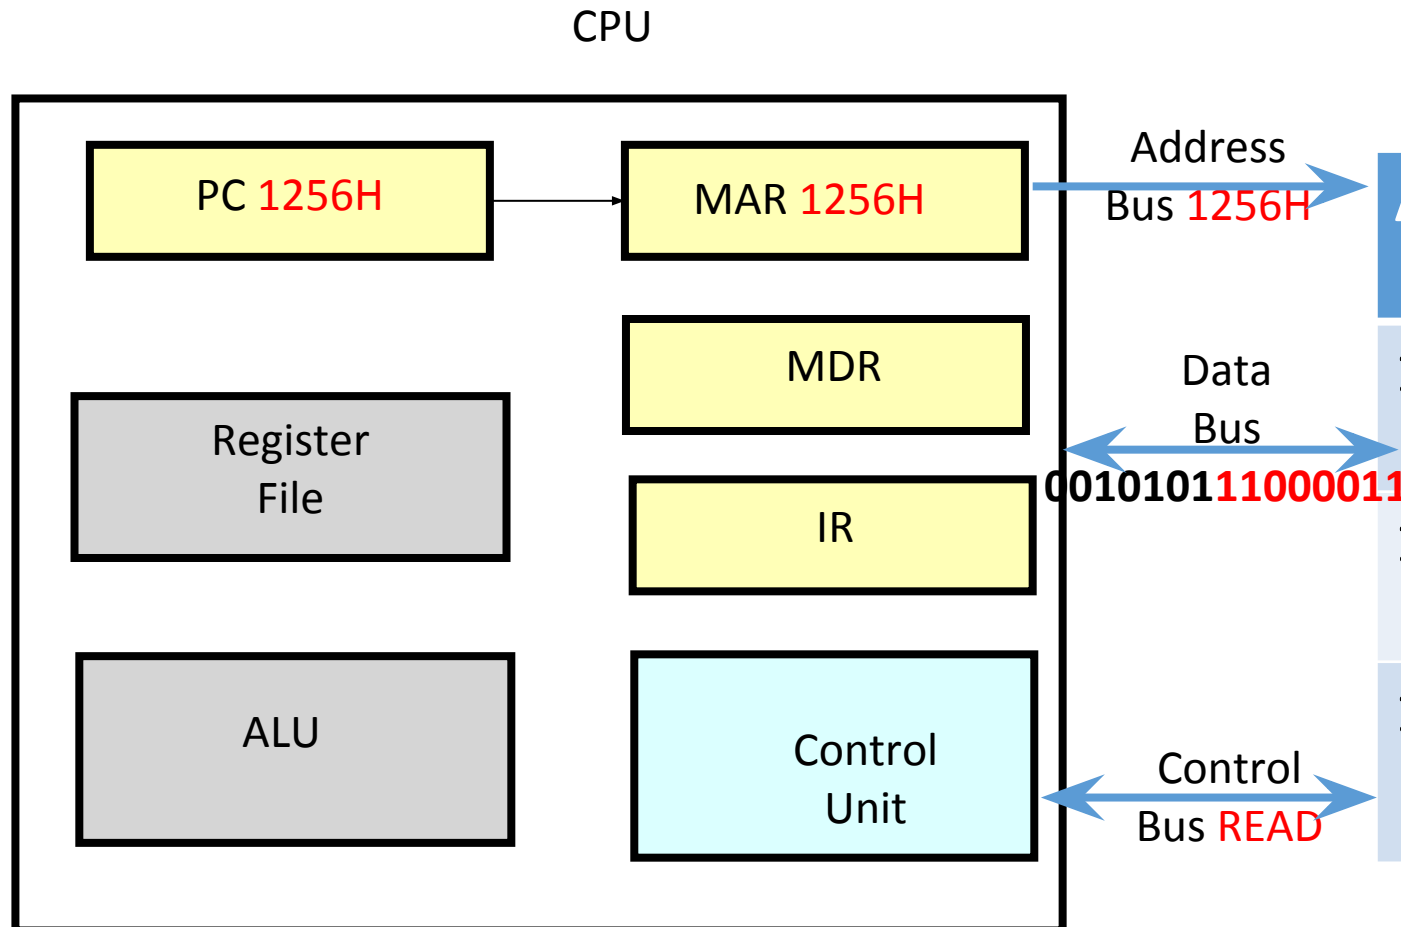 CPU
PC 1256H
MAR 1256H
Address
Bus 1256H
MDR
Data
Bus
Register
File
001010111000011
IR
ALU
Control
Unit
Control
Bus READ